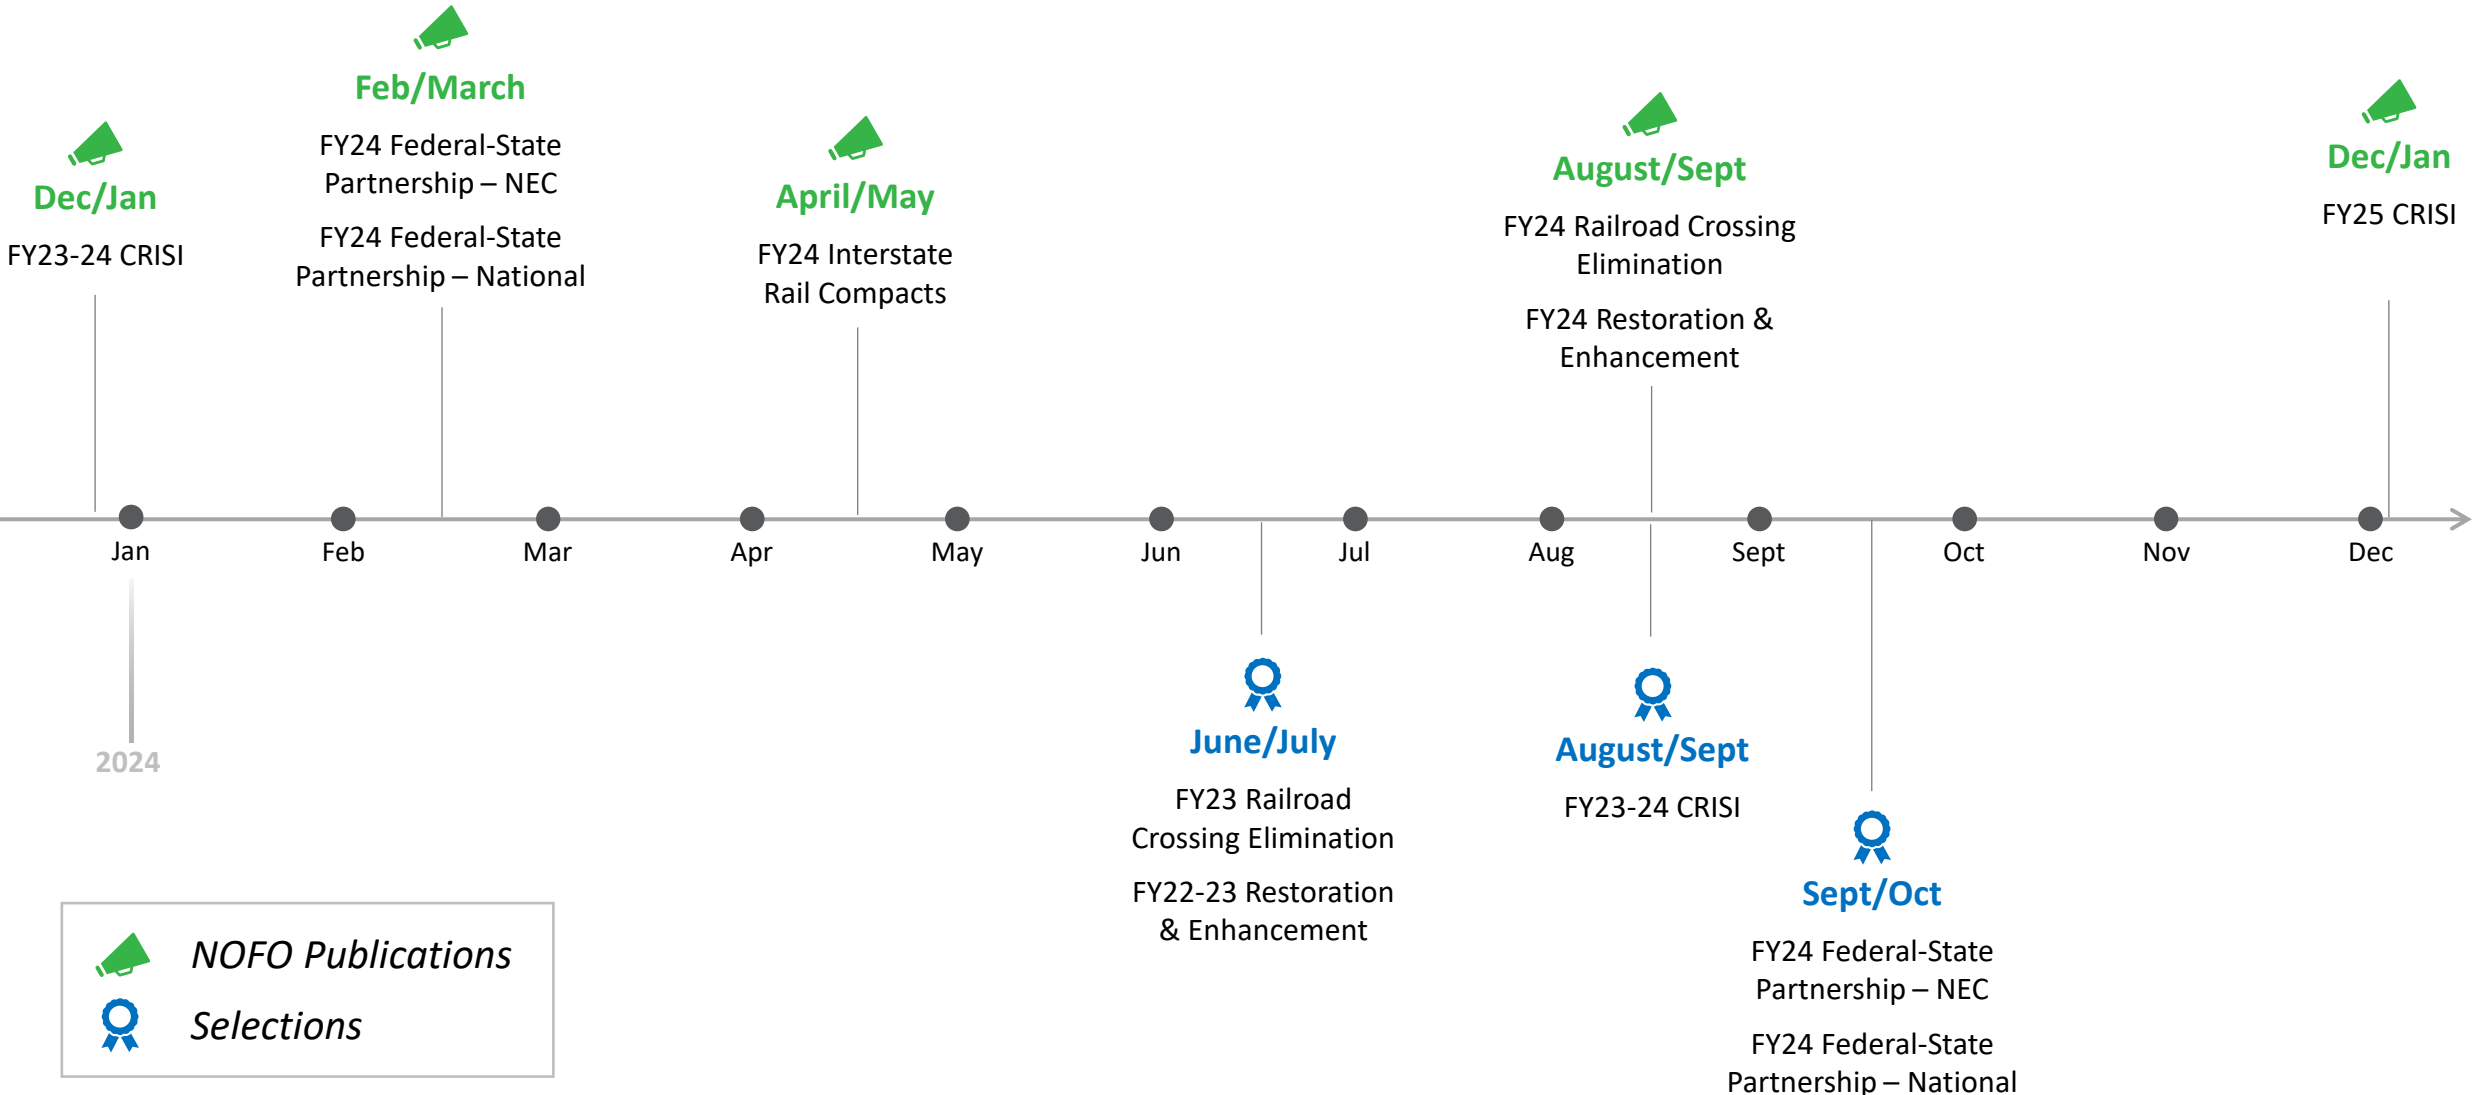 Dec/Jan
FY23-24 CRISI
Feb/March
FY24 Federal-State
Partnership – NEC
FY24 Federal-State
Partnership – National
April/May
FY24 Interstate
Rail Compacts
August/Sept
FY24 Railroad Crossing
Elimination
FY24 Restoration &
Enhancement
Dec/Jan
FY25 CRISI
Jan
Feb
Mar
Apr
May
Jun
Jul
Aug
Sept
Oct
Nov
Dec
2024
June/July
FY23 Railroad
Crossing Elimination
FY22-23 Restoration
& Enhancement
August/Sept
FY23-24 CRISI
Sept/Oct
FY24 Federal-State
Partnership – NEC
FY24 Federal-State
Partnership – National
NOFO Publications
Selections